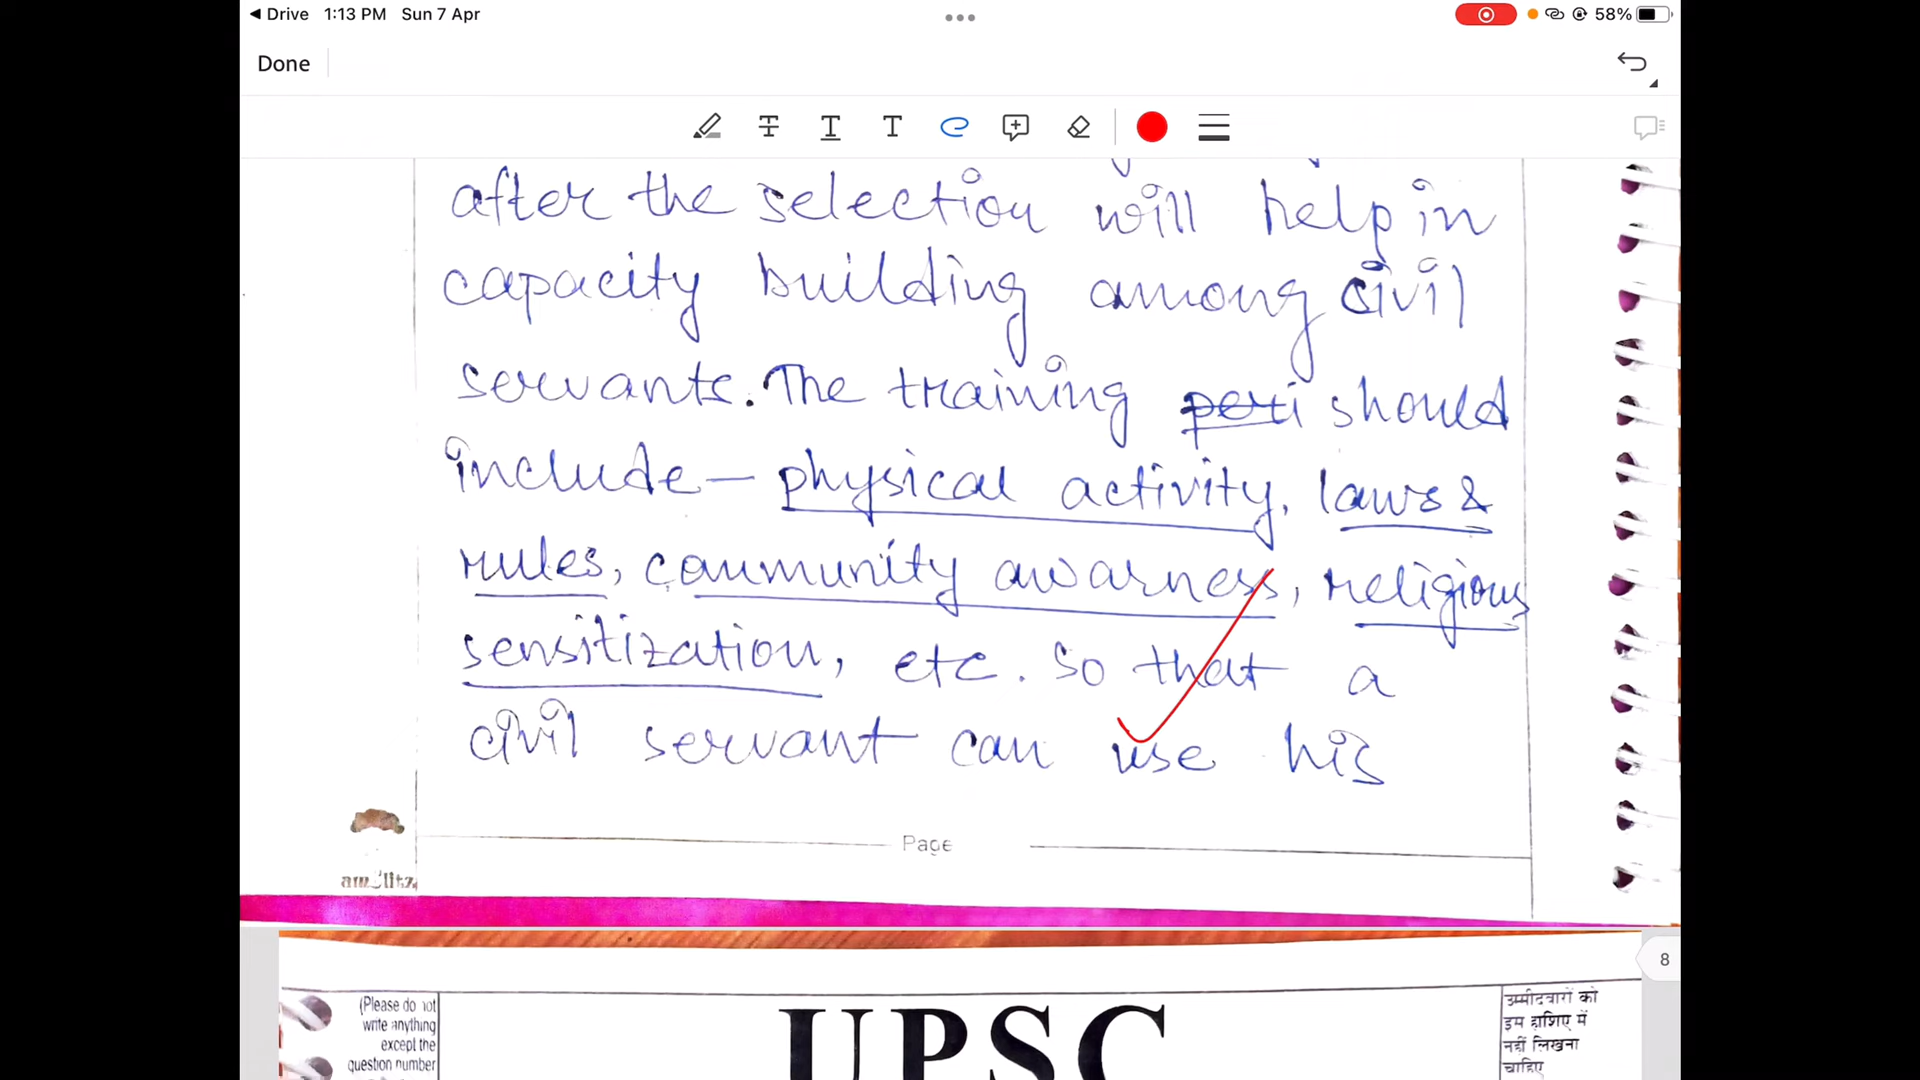 Drive 1:13 PM Sun 7 Apr 58%
Done
after the selection will help in
capacity building among civil
servants. The training peri should
include — physical activity, laws &
rules, community awarness, religious
sensitization, etc. so that a
civil servant can use his
Page
8
(Please do not
write anything
except the
question number
UPSC
उम्मीदवारों को
इस हाशिए में
नहीं लिखना
चाहिए